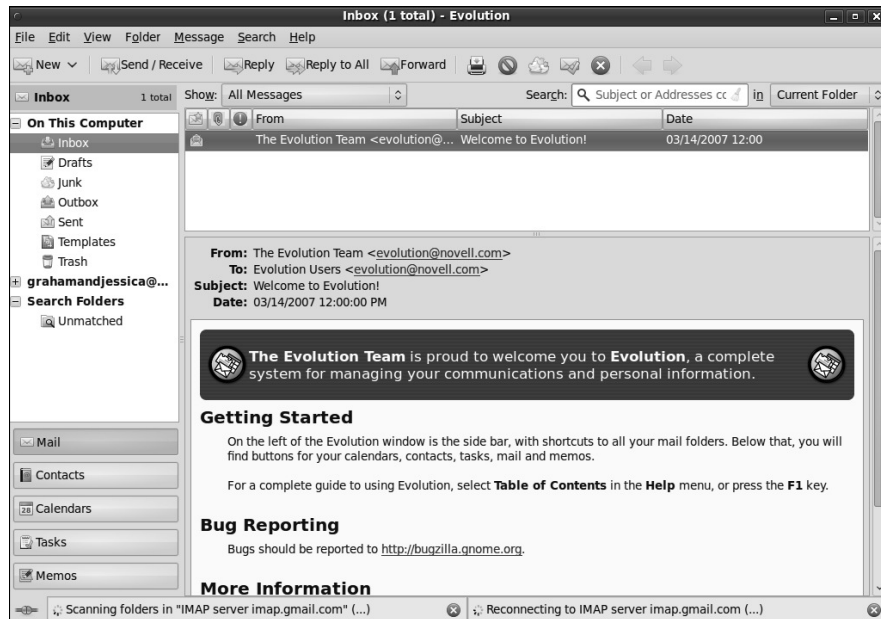 Inbox (1 total) - Evolution
File Edit View Folder Message Search Help
New Send / Receive Reply Reply to All Forward
Inbox 1 total
Show: All Messages Search: Subject or Addresses cc in Current Folder
On This Computer
Inbox
Drafts
Junk
Outbox
Sent
Templates
Trash
grahamandjessica@...
Search Folders
Unmatched
Mail
Contacts
28 Calendars
Tasks
Memos
From Subject Date
The Evolution Team <evolution@... Welcome to Evolution! 03/14/2007 12:00
From: The Evolution Team <evolution@novell.com>
To: Evolution Users <evolution@novell.com>
Subject: Welcome to Evolution!
Date: 03/14/2007 12:00:00 PM
The Evolution Team is proud to welcome you to Evolution, a complete
system for managing your communications and personal information.
Getting Started
On the left of the Evolution window is the side bar, with shortcuts to all your mail folders. Below that, you will
find buttons for your calendars, contacts, tasks, mail and memos.
For a complete guide to using Evolution, select Table of Contents in the Help menu, or press the F1 key.
Bug Reporting
Bugs should be reported to http://bugzilla.gnome.org.
More Information
Scanning folders in "IMAP server imap.gmail.com" (...) Reconnecting to IMAP server imap.gmail.com (...)